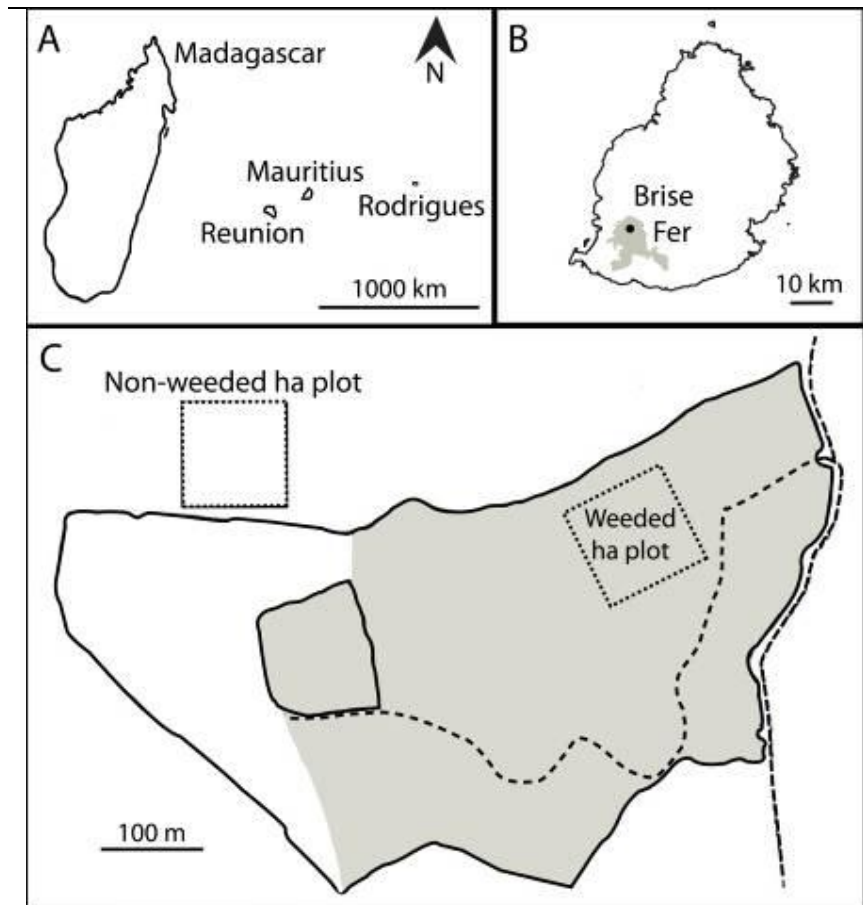 A
Madagascar
N
Mauritius
Reunion
Rodrigues
1000 km
B
Brise
Fer
10 km
C
Non-weeded ha plot
Weeded
ha plot
100 m